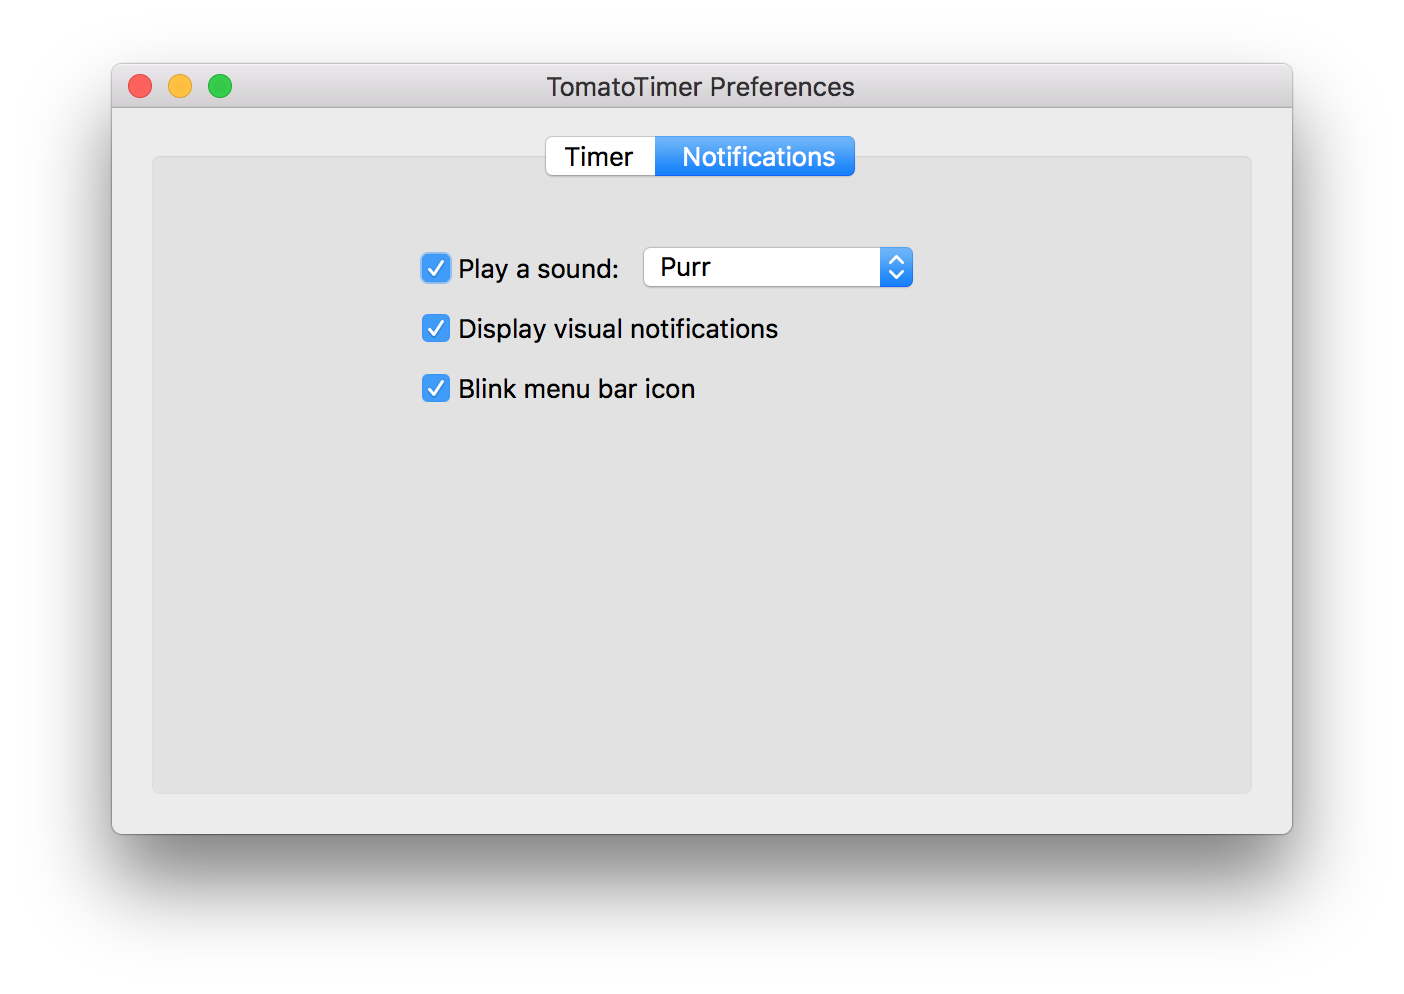 TomatoTimer Preferences
Timer Notifications
Play a sound: Purr
Display visual notifications
Blink menu bar icon